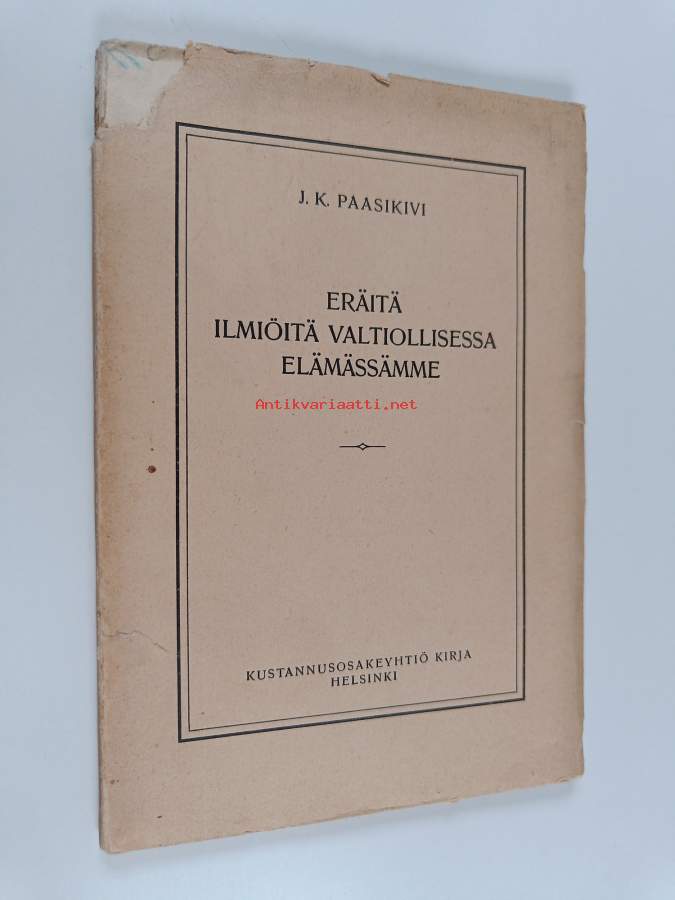 J. K. PAASIKIVI
ERÄITÄ
ILMIÖITÄ VALTIOLLISESSA
ELÄMÄSSÄMME
Antikvariaatti.net
KUSTANNUSOSAKEYHTIÖ KIRJA
HELSINKI